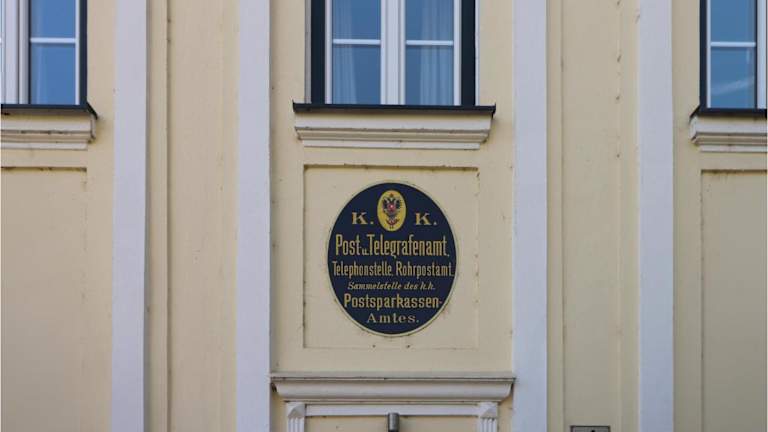 K. K.
Post u. Telegrafenamt,
Telephonstelle, Rohrpostamt,
Sammelstelle des k.k.
Postsparkassen-
Amtes.